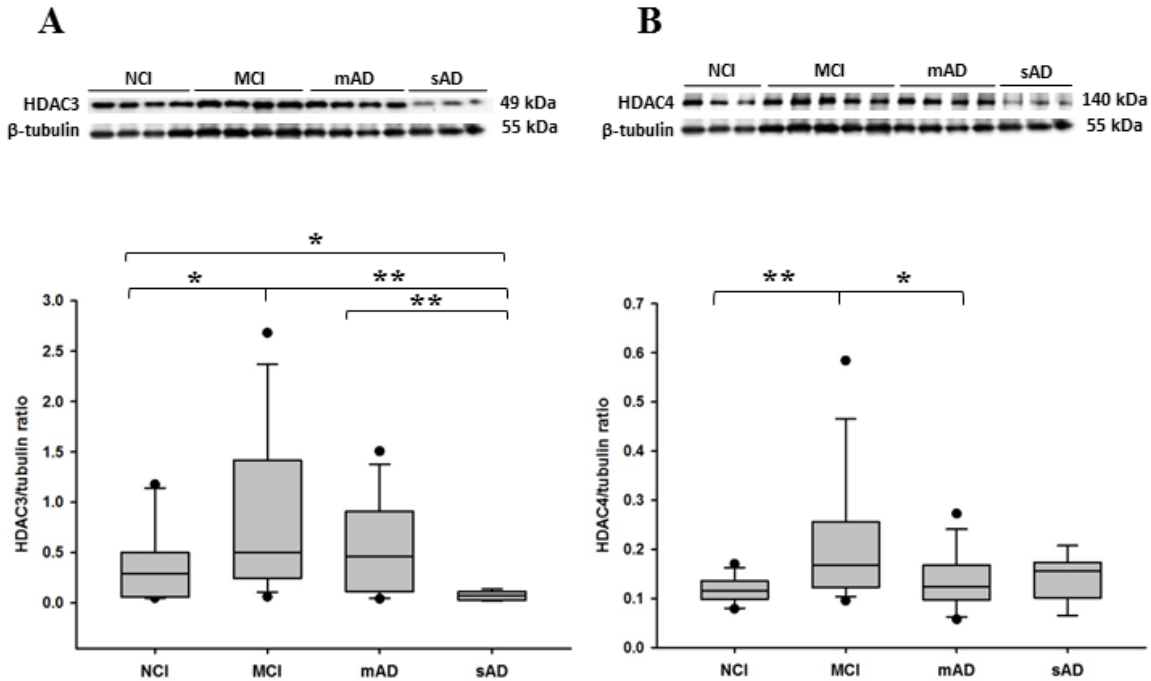 A
NCI MCI mAD sAD
HDAC3 49 kDa
β-tubulin 55 kDa
*
* **
**
3.0
2.5
2.0
1.5
1.0
0.5
0.0
HDAC3/tubulin ratio
NCI MCI mAD sAD
B
NCI MCI mAD sAD
HDAC4 140 kDa
β-tubulin 55 kDa
** *
0.7
0.6
0.5
0.4
0.3
0.2
0.1
0.0
HDAC4/tubulin ratio
NCI MCI mAD sAD